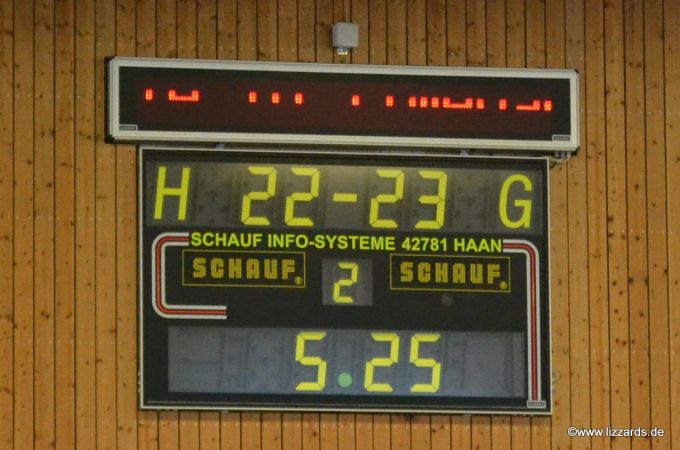 H 22-23 G
SCHAUF INFO-SYSTEME 42781 HAAN
SCHAUF® 2 SCHAUF®
5.25
©www.lizzards.de